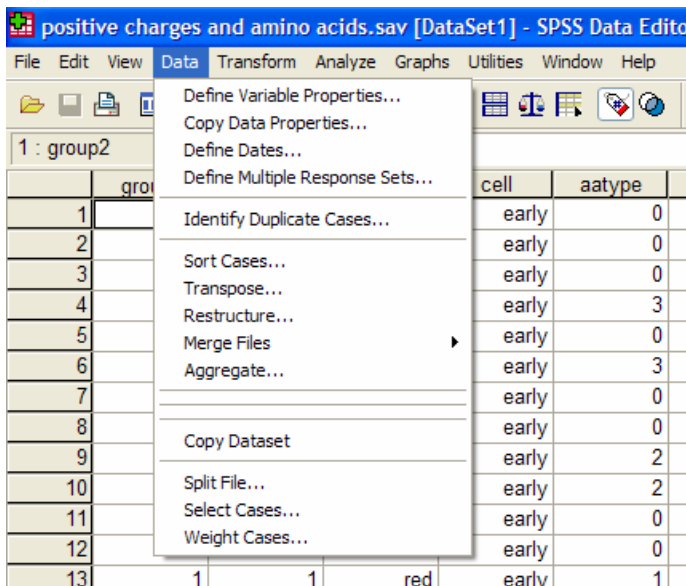 positive charges and amino acids.sav [DataSet1] - SPSS Data Edito
File Edit View Data Transform Analyze Graphs Utilities Window Help
1 : group2
Define Variable Properties...
Copy Data Properties...
Define Dates...
Define Multiple Response Sets...
Identify Duplicate Cases...
Sort Cases...
Transpose...
Restructure...
Merge Files
Aggregate...
Copy Dataset
Split File...
Select Cases...
Weight Cases...
grou cell aatype
1 early 0
2 early 0
3 early 0
4 early 3
5 early 0
6 early 3
7 early 0
8 early 0
9 early 2
10 early 2
11 early 0
12 early 0
13 1 1 red early 1